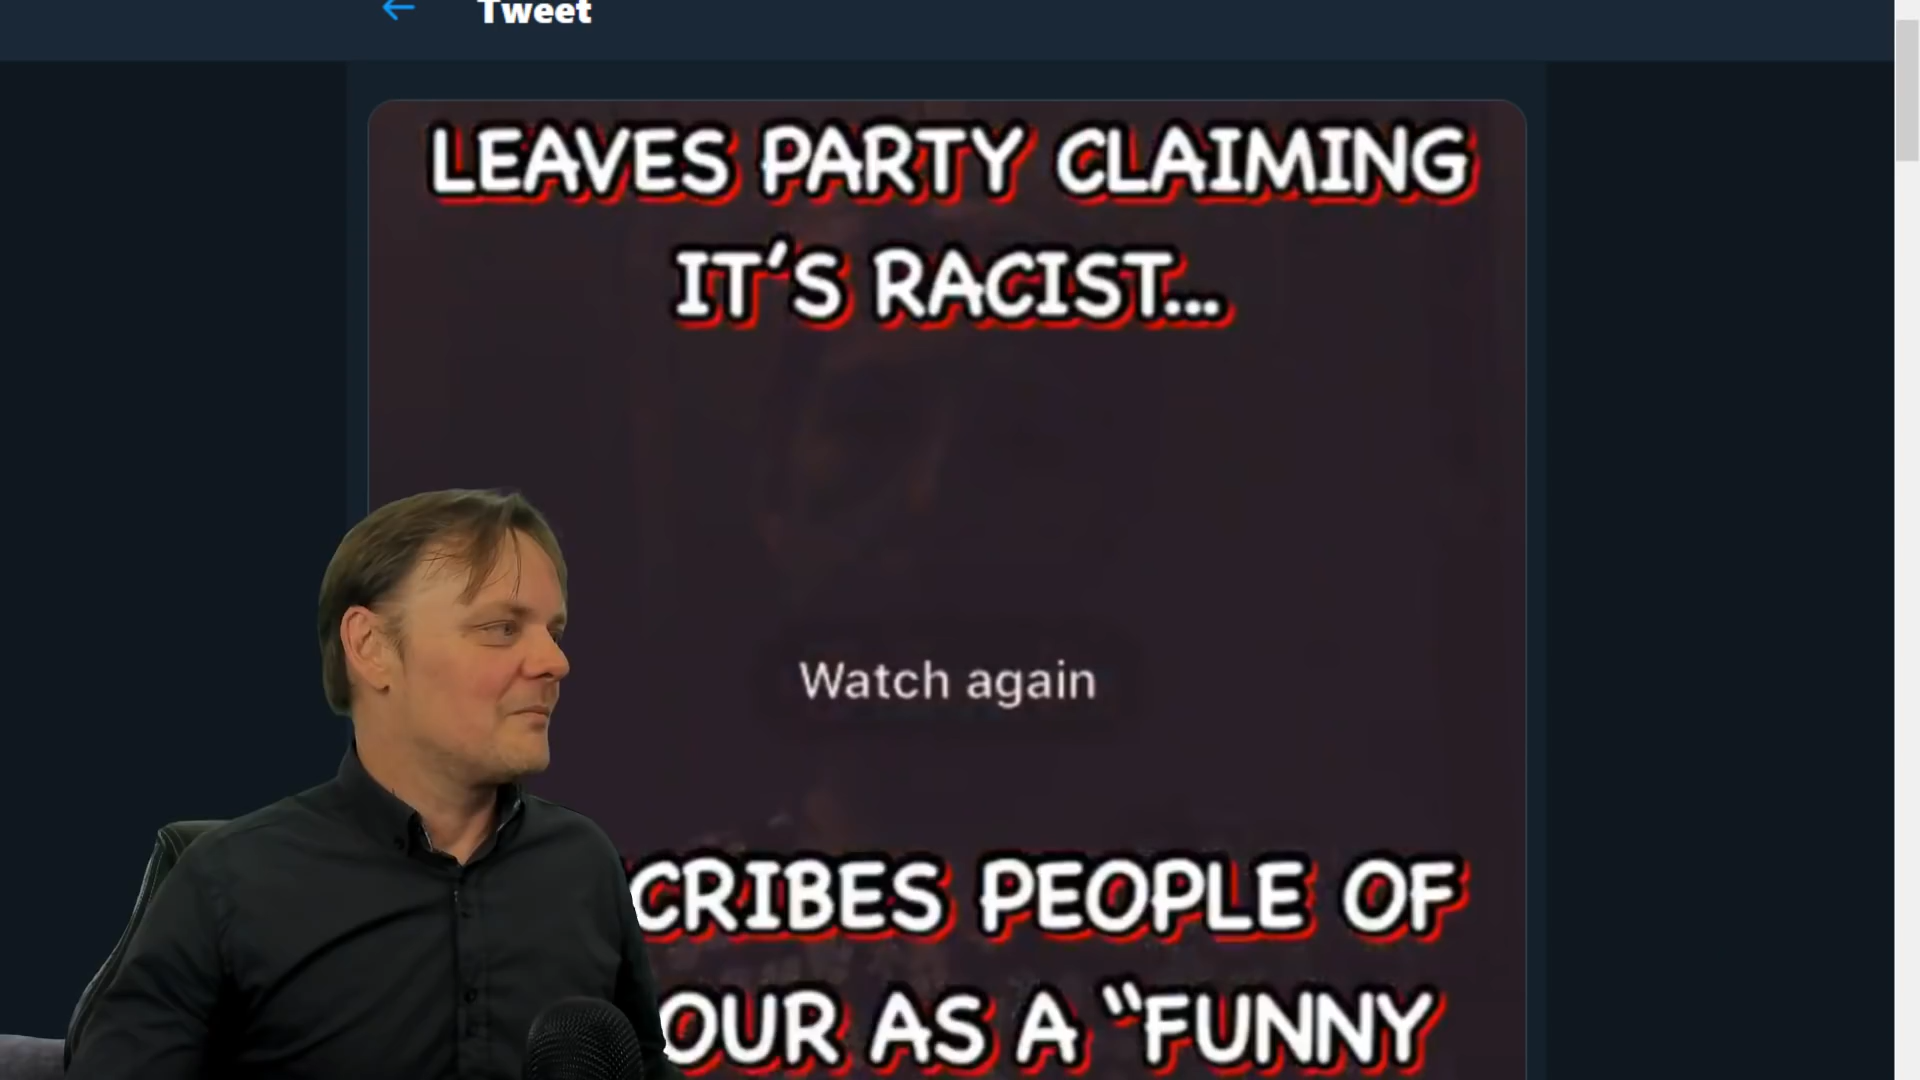 Tweet
LEAVES PARTY CLAIMING
IT'S RACIST...
Watch again
CRIBES PEOPLE OF
OUR AS A “FUNNY